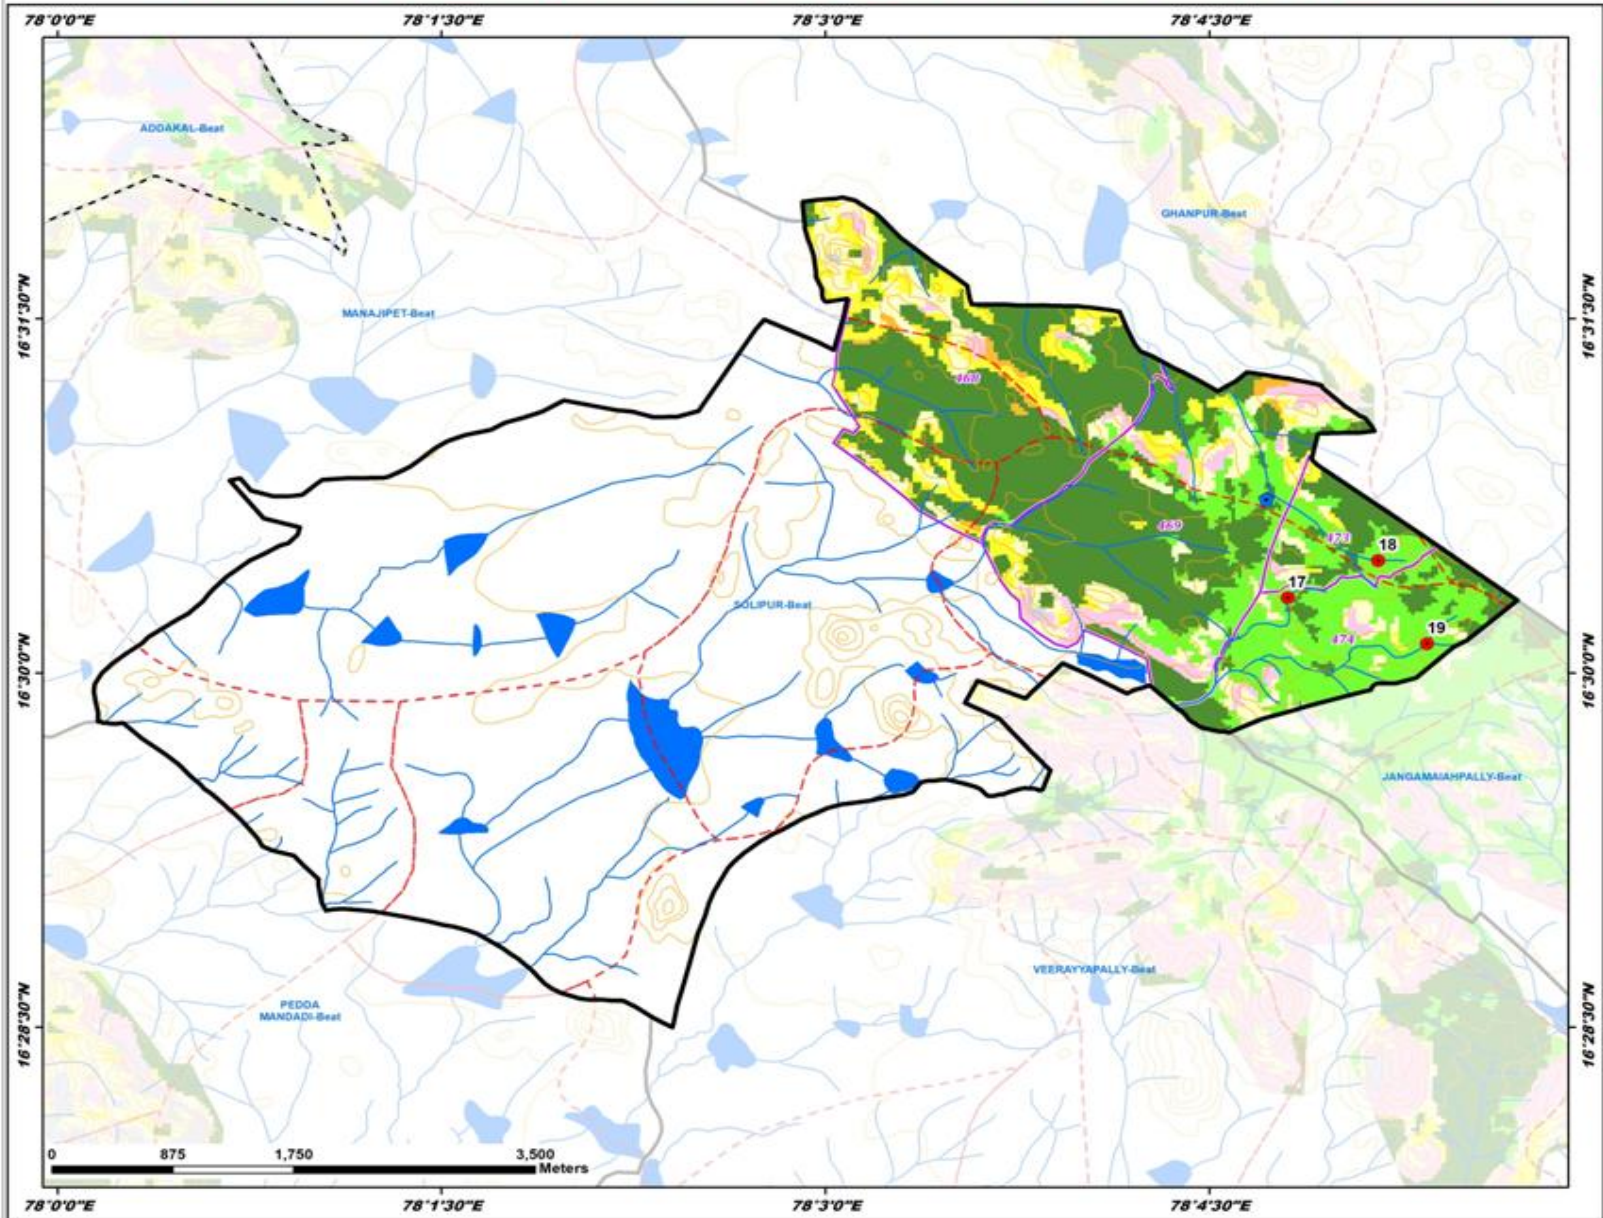 78°0'0"E 78°1'30"E 78°3'0"E 78°4'30"E
ADDAKAL-Beat
GHANPUR-Beat
MANAJIPET-Beat
16°31'30"N 16°31'30"N
468
469
473
18
17
SOLIPUR-Beat
474
19
16°30'0"N 16°30'0"N
JANGAMAIAHPALLY-Beat
VEERAYYAPALLY-Beat
PEDDA
MANDADI-Beat
16°28'30"N 16°28'30"N
0 875 1,750 3,500
Meters
78°0'0"E 78°1'30"E 78°3'0"E 78°4'30"E